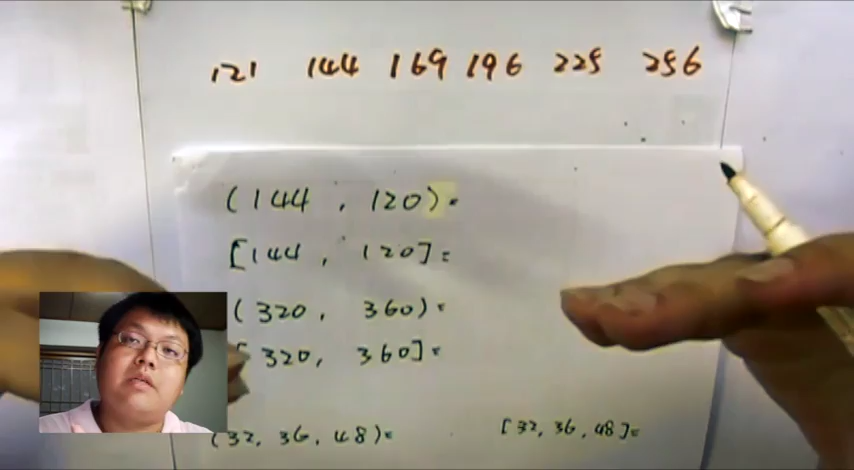 121 144 169 196 225 256
(144 , 120)=
[144 , 120]=
(320, 360)=
[320, 360]=
(32, 36, 48)= [32, 36, 48]=